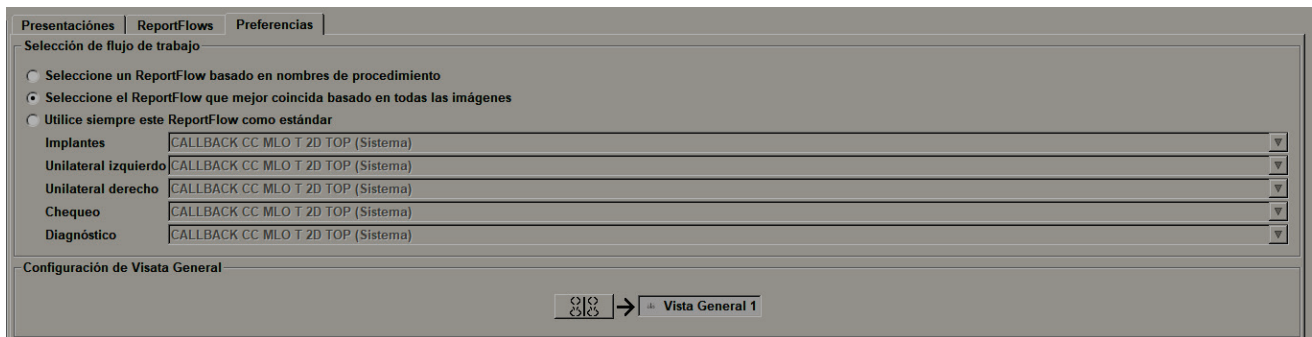 Presentaciónes ReportFlows Preferencias
Selección de flujo de trabajo
Seleccione un ReportFlow basado en nombres de procedimiento
Seleccione el ReportFlow que mejor coincida basado en todas las imágenes
Utilice siempre este ReportFlow como estándar
Implantes CALLBACK CC MLO T 2D TOP (Sistema)
Unilateral izquierdo CALLBACK CC MLO T 2D TOP (Sistema)
Unilateral derecho CALLBACK CC MLO T 2D TOP (Sistema)
Chequeo CALLBACK CC MLO T 2D TOP (Sistema)
Diagnóstico CALLBACK CC MLO T 2D TOP (Sistema)
Configuración de Visata General
Vista General 1